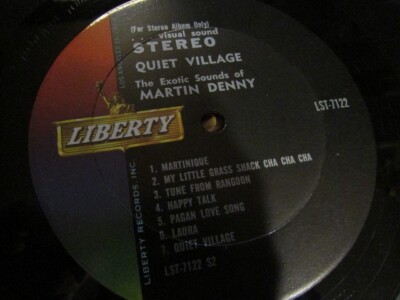 (For Stereo Album Only)
... visual sound
STEREO
QUIET VILLAGE
The Exotic Sounds of
MARTIN DENNY
LST-7122
LIBERTY
1. MARTINIQUE
2. MY LITTLE GRASS SHACK CHA CHA CHA
3. TUNE FROM RANGOON
4. HAPPY TALK
5. PAGAN LOVE SONG
6. LAURA
7. QUIET VILLAGE
LST-7122 S2
LIBERTY RECORDS, INC.
LOS ANGELES